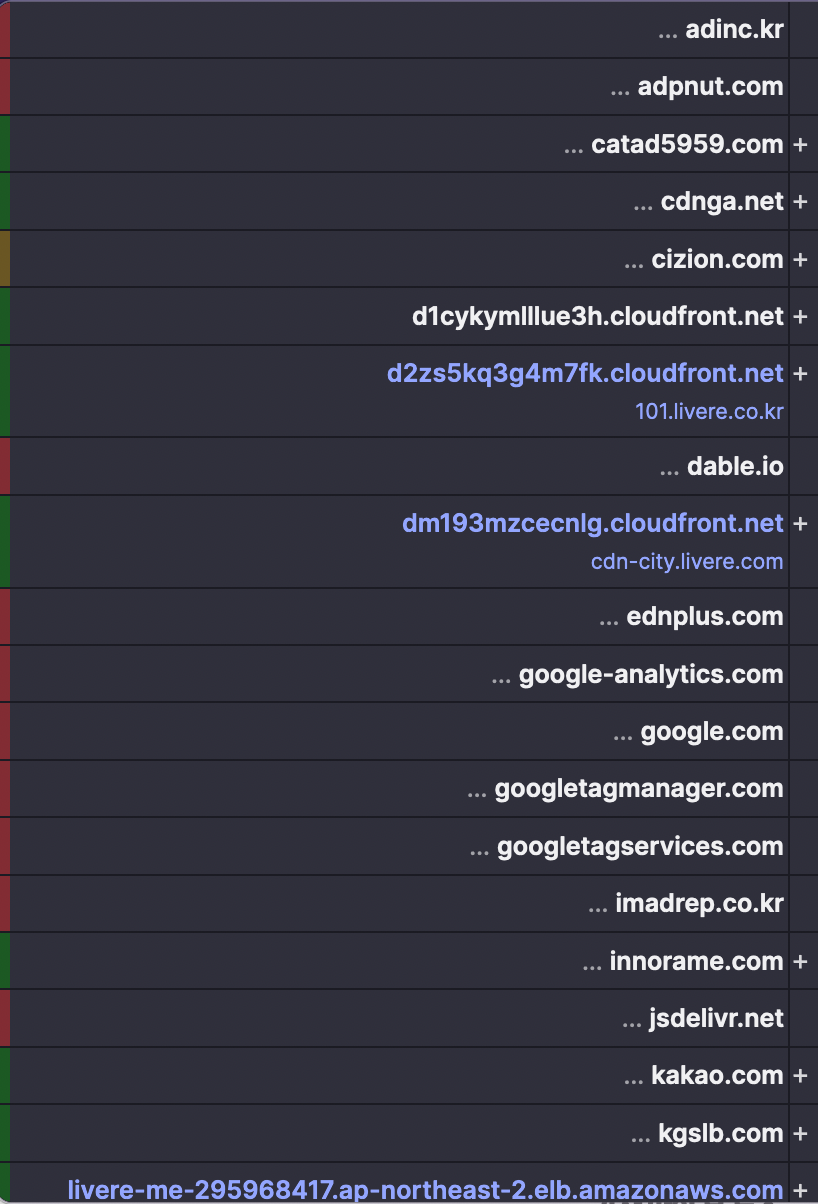 ... adinc.kr
... adpnut.com
... catad5959.com +
... cdnga.net +
... cizion.com +
d1cykymlllue3h.cloudfront.net +
d2zs5kq3g4m7fk.cloudfront.net +
101.livere.co.kr
... dable.io
dm193mzcecnlg.cloudfront.net +
cdn-city.livere.com
... ednplus.com
... google-analytics.com
... google.com
... googletagmanager.com
... googletagservices.com
... imadrep.co.kr
... innorame.com +
... jsdelivr.net
... kakao.com +
... kgslb.com +
livere-me-295968417.ap-northeast-2.elb.amazonaws.com +